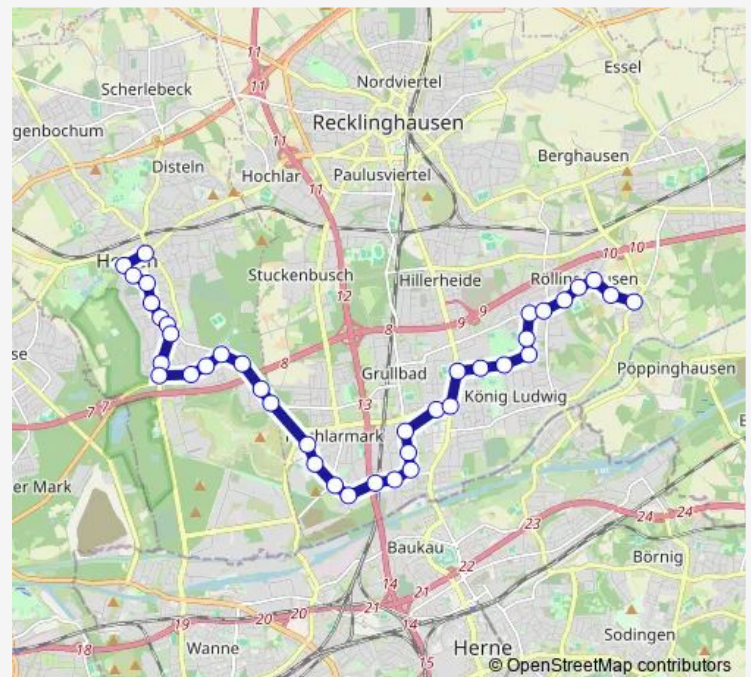 11
Scherlebeck
Nordviertel
Essel
11
genbochum
11
Recklinghausen
Disteln
Berghausen
Hochlar
Paulusviertel
11
10
10
Stuckenbusch
Hillerheide
12
9
9
8
8
Grullbad
Pöppinghausen
7
7
13
König Ludwig
er Mark
24
24
23
Baukau
22
Börnig
14
21
21
20
20
19
14
Sodingen
18
Wanne
Herne
15
© OpenStreetMap contributors